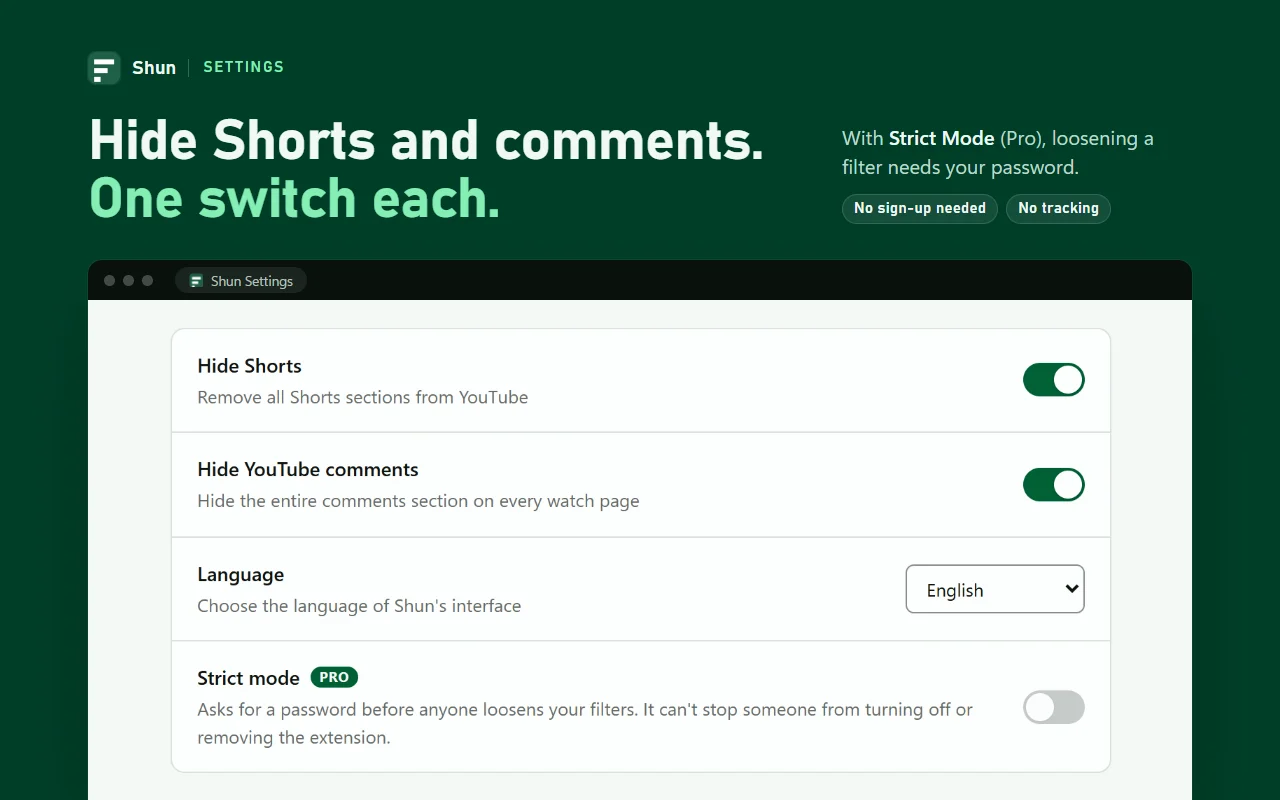 Shun
SETTINGS
Hide Shorts and comments.
One switch each.
With Strict Mode (Pro), loosening a
filter needs your password.
No sign-up needed
No tracking
Shun Settings
Hide Shorts
Remove all Shorts sections from YouTube
Hide YouTube comments
Hide the entire comments section on every watch page
Language
Choose the language of Shun's interface
English
Strict mode PRO
Asks for a password before anyone loosens your filters. It can't stop someone from turning off or
removing the extension.